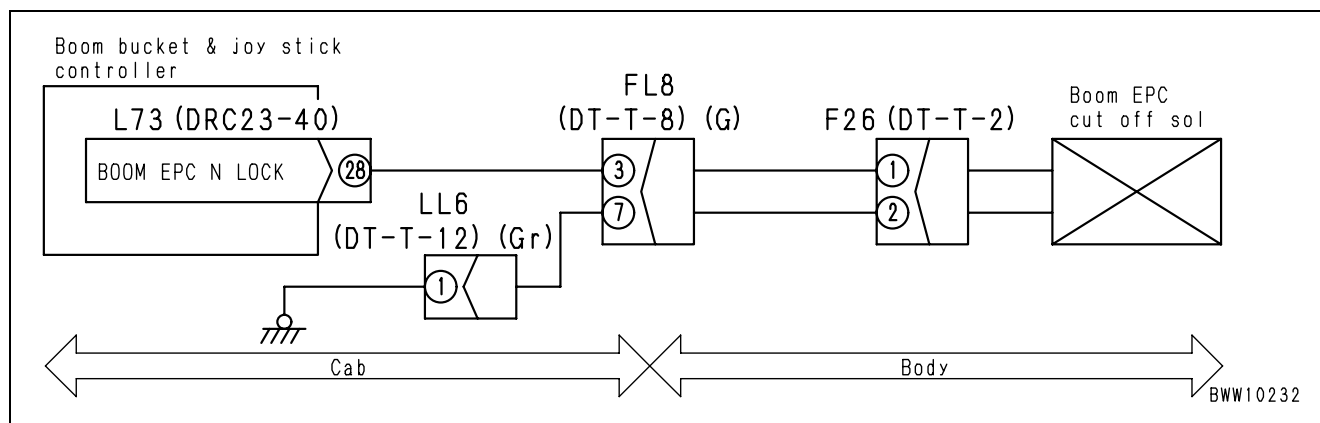 Boom bucket & joy stick
controller
L73 (DRC23-40)
BOOM EPC N LOCK
28
LL6
(DT-T-12) (Gr)
1
FL8
(DT-T-8) (G)
3
7
F26 (DT-T-2)
1
2
Boom EPC
cut off sol
Cab
Body
BWW10232